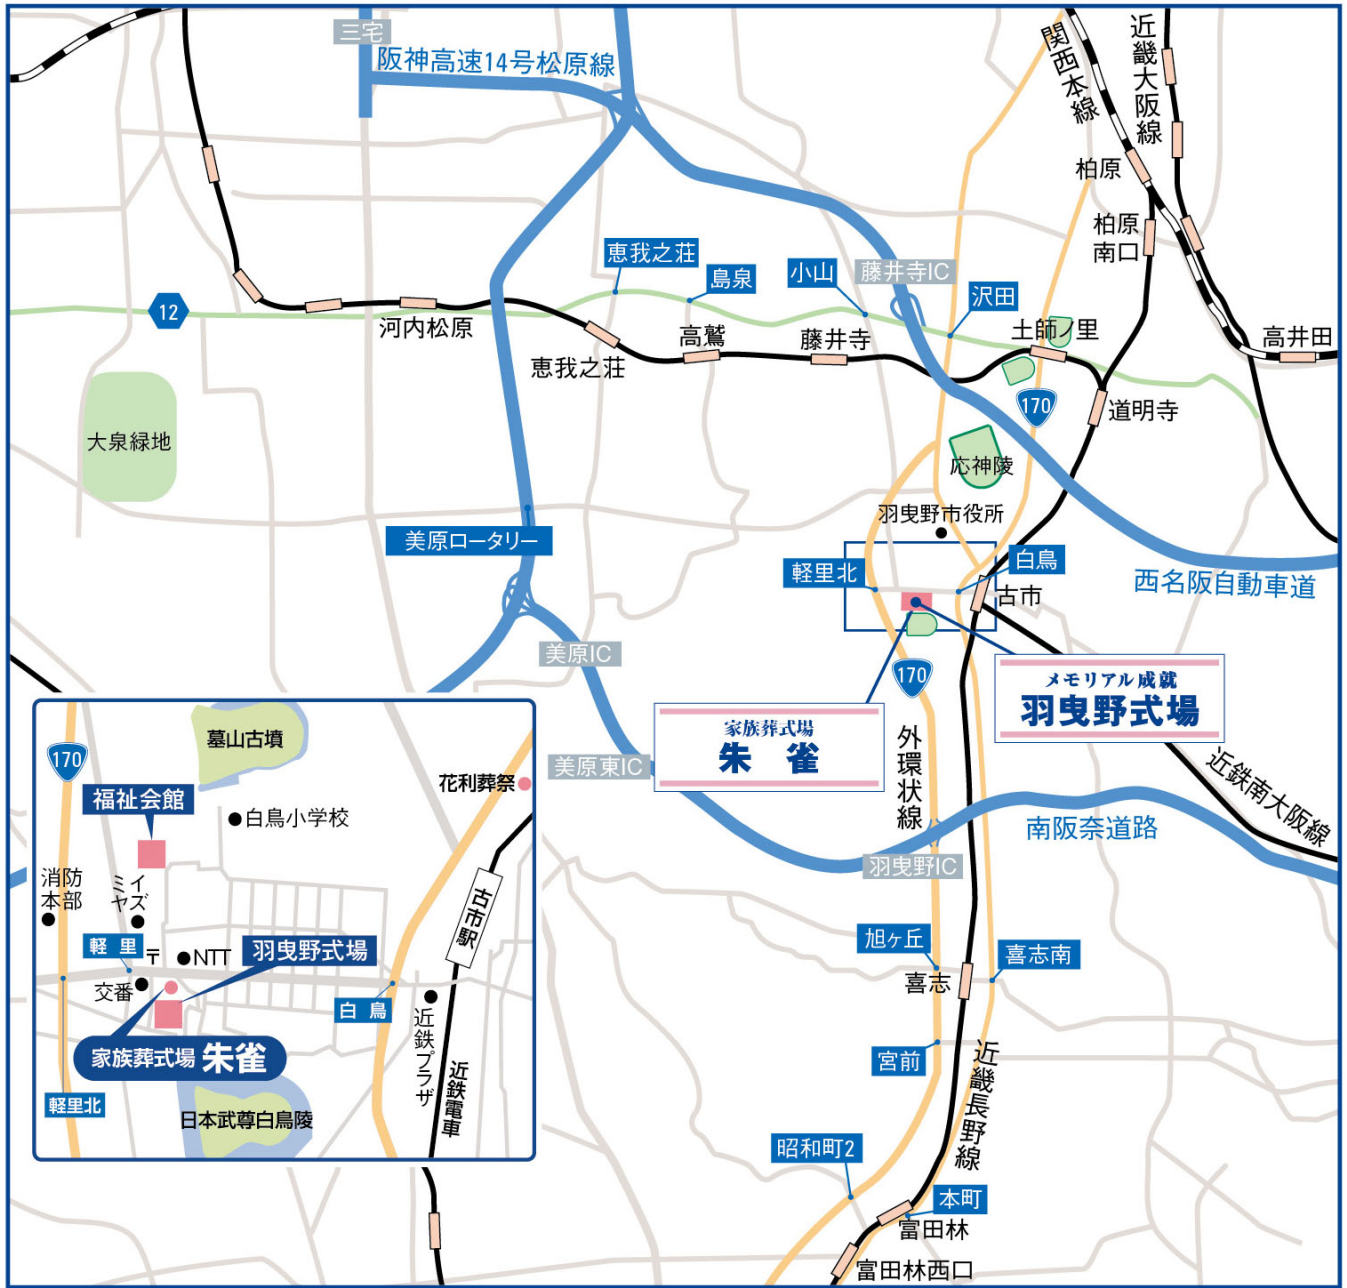 三宅
阪神高速14号松原線
関西本線
近畿大阪線
柏原
柏原
南口
恵我之荘
島泉
小山
藤井寺IC
沢田
12
河内松原
恵我之荘
高鷲
藤井寺
土師ノ里
高井田
170
道明寺
大泉緑地
応神陵
羽曳野市役所
美原ロータリー
軽里北
白鳥
古市
西名阪自動車道
美原IC
170
メモリアル成就
羽曳野式場
家族葬式場
朱雀
外環状線
美原東IC
近鉄南大阪線
南阪奈道路
羽曳野IC
旭ヶ丘
喜志
喜志南
宮前
近畿長野線
昭和町2
本町
富田林
富田林西口
170
墓山古墳
福祉会館
白鳥小学校
花利葬祭
消防
本部
ミイ
ヤズ
古市駅
軽里
〒
NTT
羽曳野式場
交番
白鳥
近鉄プラザ
家族葬式場 朱雀
近鉄電車
軽里北
日本武尊白鳥陵